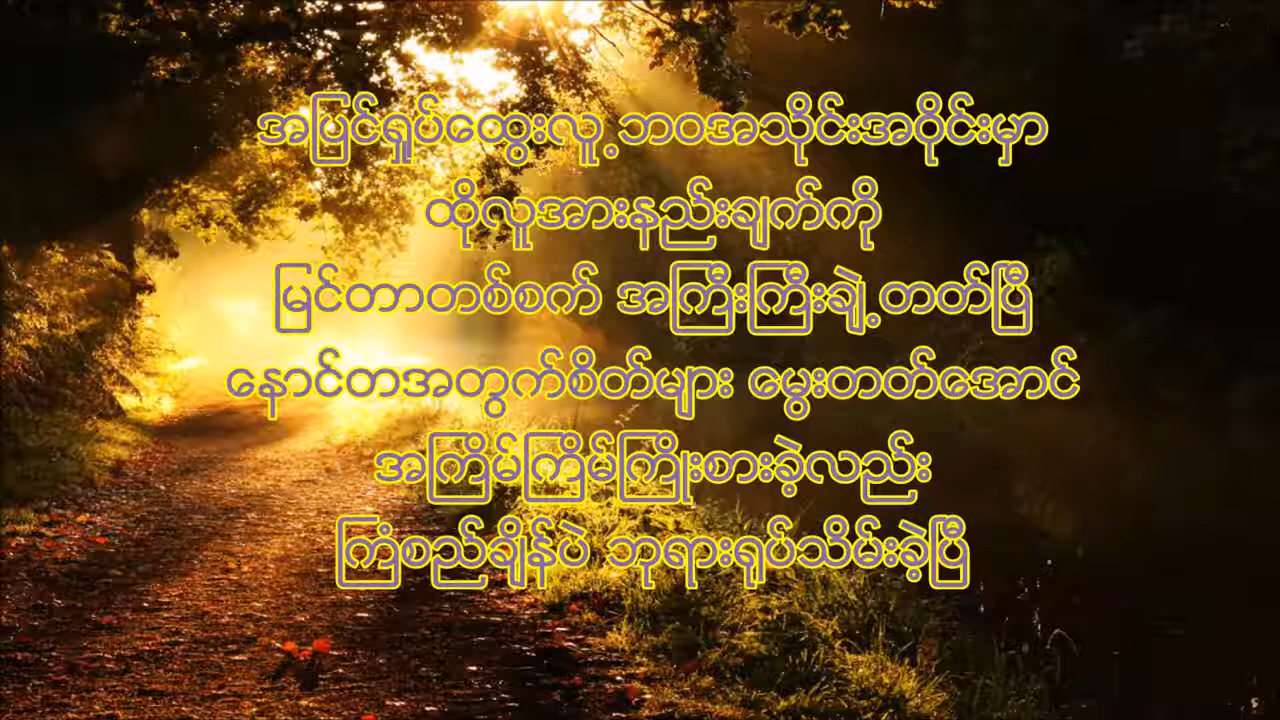 အပြင်ရှုပ်ထွေးလူ့ဘဝအသိုင်းအဝိုင်းမှာ
ထိုလူအားနည်းချက်ကို
မြင်တာတစ်စက် အကြီးကြီးချဲ့တတ်ပြီ
နောင်တအတွက်စိတ်များ မွေးတတ်အောင်
အကြိမ်ကြိမ်ကြိုးစားခဲ့လည်း
ကြံစည်ချိန်ပဲ ဘုရားရုပ်သိမ်းခဲ့ပြီ